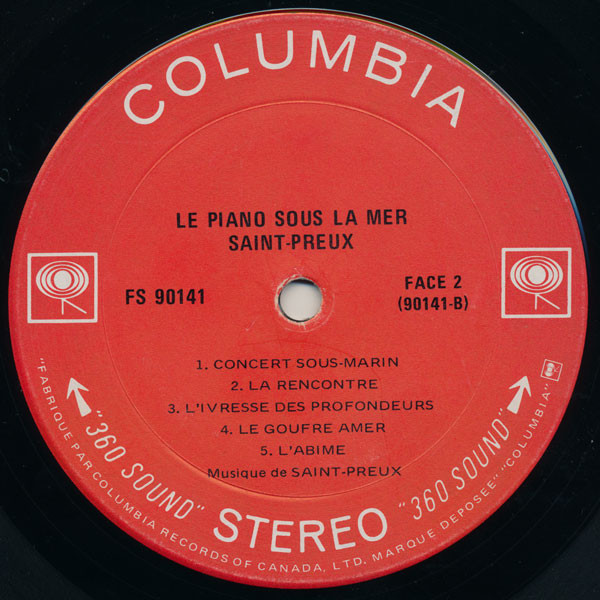 COLUMBIA
LE PIANO SOUS LA MER
SAINT-PREUX
FS 90141
FACE 2
(90141-B)
1. CONCERT SOUS-MARIN
2. LA RENCONTRE
3. L'IVRESSE DES PROFONDEURS
4. LE GOUFRE AMER
5. L'ABIME
Musique de SAINT-PREUX
"360 SOUND" STEREO "360 SOUND"
"FABRIQUE PAR COLUMBIA RECORDS OF CANADA, LTD. MARQUE DEPOSEE" "COLUMBIA"